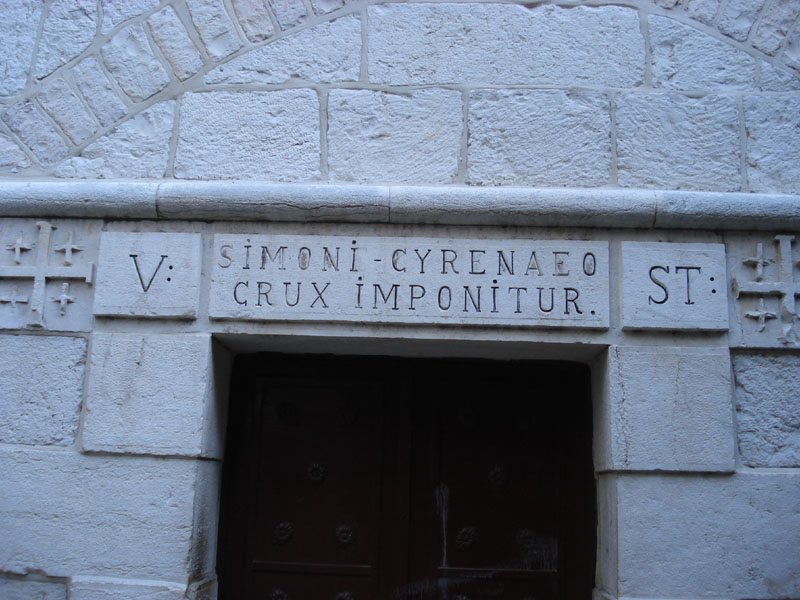 V:
SiMONi-CYRENAEO
CRUX iMPONiTUR.
ST: